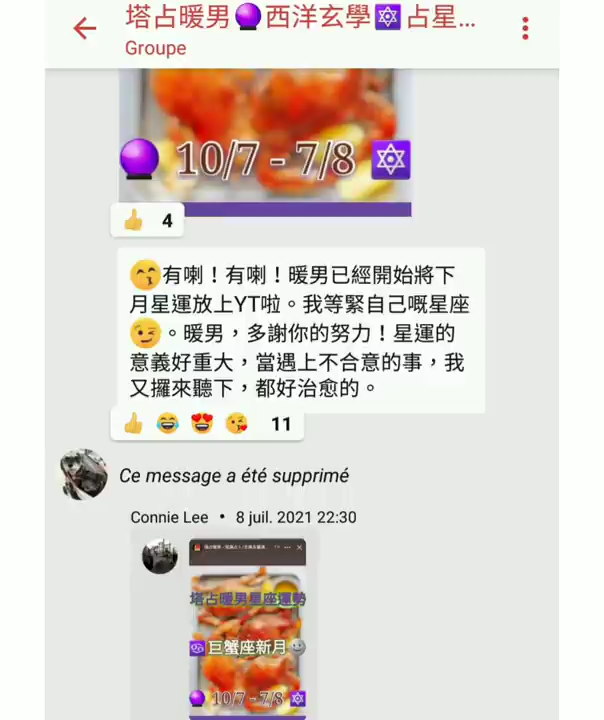 塔占暖男🔮西洋玄學🔯占星...
Groupe
🔮 10/7 - 7/8 🔯
👍 4
😙有喇！有喇！暖男已經開始將下
月星運放上YT啦。我等緊自己嘅星座
😉。暖男，多謝你的努力！星運的
意義好重大，當遇上不合意的事，我
又攞來聽下，都好治愈的。
👍 😂 😍 😘 11
Ce message a été supprimé
Connie Lee • 8 juil. 2021 22:30
塔占暖男星座運勢
♋ 巨蟹座新月 🌚
🔮 10/7 - 7/8 🔯